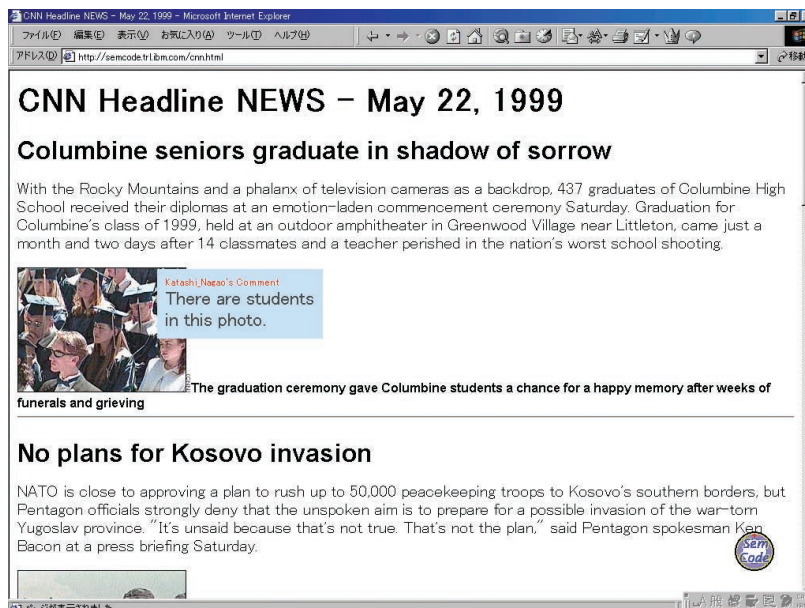 CNN Headline NEWS - May 22, 1999 - Microsoft Internet Explorer
ファイル(F) 編集(E) 表示(V) お気に入り(A) ツール(T) ヘルプ(H)
アドレス(D) http://semcode.trl.ibm.com/cnn.html 移動
CNN Headline NEWS - May 22, 1999
Columbine seniors graduate in shadow of sorrow
With the Rocky Mountains and a phalanx of television cameras as a backdrop, 437 graduates of Columbine High
School received their diplomas at an emotion-laden commencement ceremony Saturday. Graduation for
Columbine's class of 1999, held at an outdoor amphitheater in Greenwood Village near Littleton, came just a
month and two days after 14 classmates and a teacher perished in the nation's worst school shooting.
Katashi_Nagao's Comment
There are students
in this photo.
The graduation ceremony gave Columbine students a chance for a happy memory after weeks of
funerals and grieving
No plans for Kosovo invasion
NATO is close to approving a plan to rush up to 50,000 peacekeeping troops to Kosovo's southern borders, but
Pentagon officials strongly deny that the unspoken aim is to prepare for a possible invasion of the war-torn
Yugoslav province. "It's unsaid because that's not true. That's not the plan," said Pentagon spokesman Ken
Bacon at a press briefing Saturday.
Sem
Code